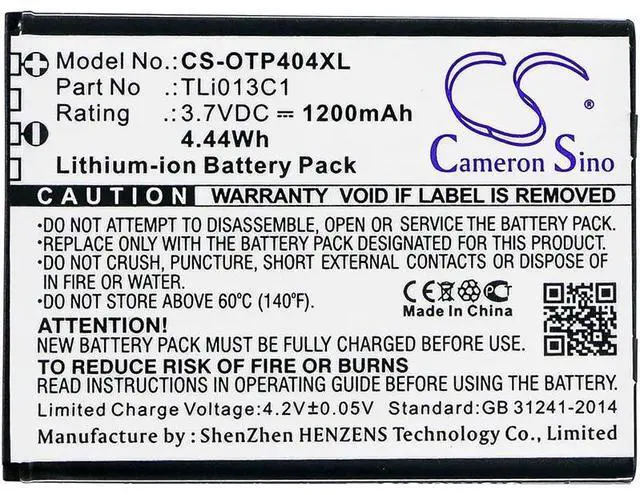 Model No.: CS-OTP404XL
Part No .: TLi013C1
Rating .: 3.7VDC ⎓ 1200mAh
4.44Wh
Lithium-ion Battery Pack
CS
®
Cameron Sino
CAUTION WARRANTY VOID IF LABEL IS REMOVED.
·DO NOT ATTEMPT TO DISASSEMBLE, OPEN OR SERVICE THE BATTERY PACK.
·REPLACE ONLY WITH THE BATTERY PACK DESIGNATED FOR THIS PRODUCT.
·DO NOT CRUSH, PUNCTURE, SHORT EXTERNAL CONTACTS OR DISPOSE OF
IN FIRE OR WATER.
·DO NOT STORE ABOVE 60°C (140°F)
CE
Made In China
ATTENTION!
NEW BATTERY PACK MUST BE FULLY CHARGED BEFORE USE.
TO REDUCE RISK OF FIRE OR BURNS
READ INSTRUCTIONS AT OPERATING GUIDE BEFORE USING BATTERY PACK.
Limited Charge Voltage:4.2V±0.05V Standard:GB 31241-2014
Manufacture: ShenZhen HENZENS Technology Co., Limited